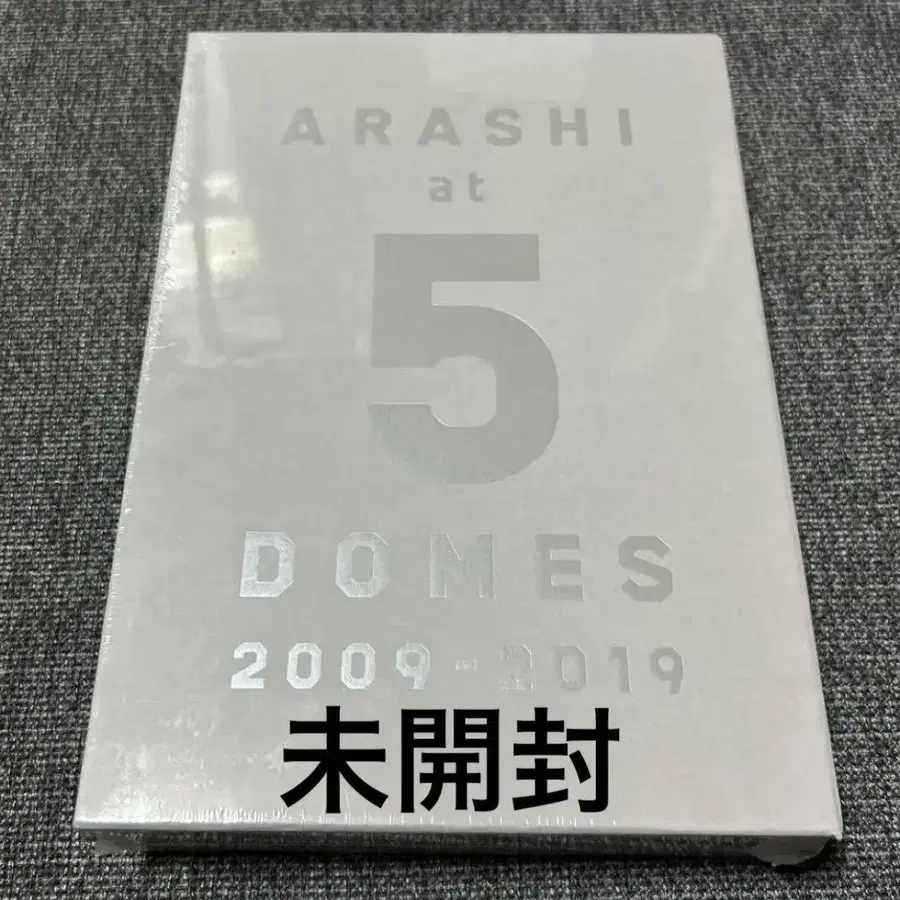 ARASHI
at
5
DOMES
2009-2019
未開封